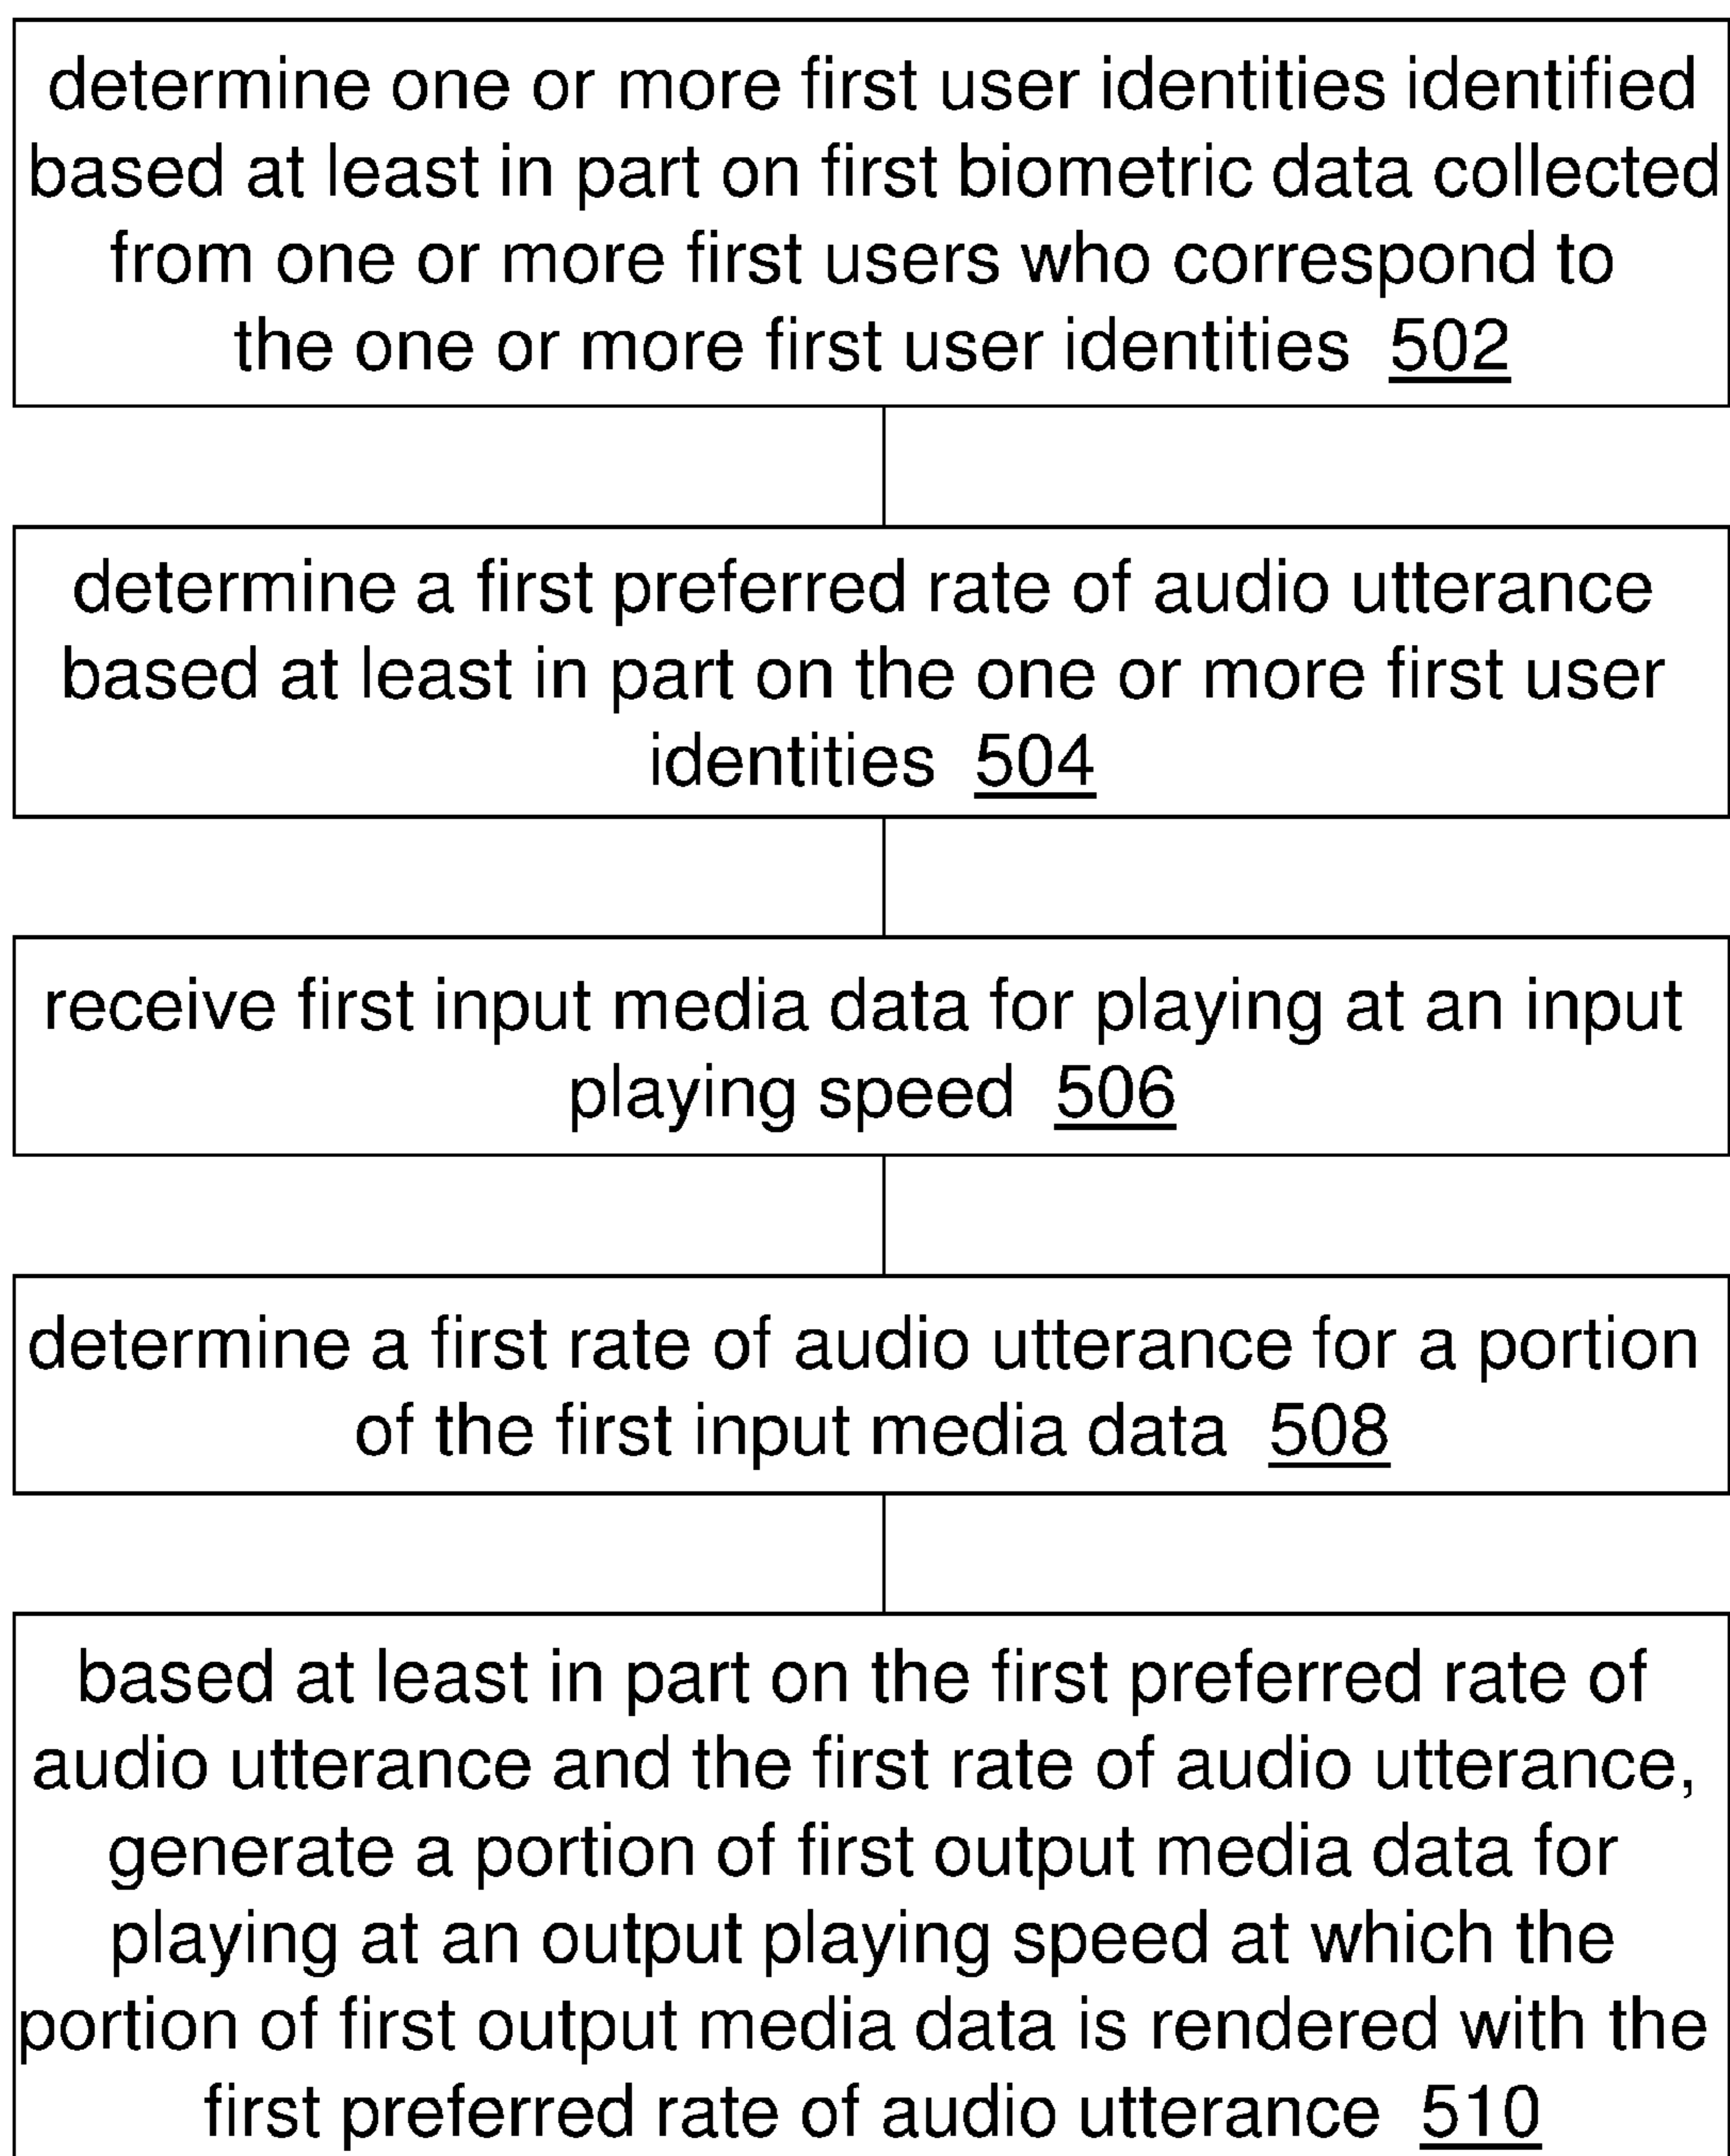 determine one or more first user identities identified
based at least in part on first biometric data collected
from one or more first users who correspond to
the one or more first user identities 502
determine a first preferred rate of audio utterance
based at least in part on the one or more first user
identities 504
receive first input media data for playing at an input
playing speed 506
determine a first rate of audio utterance for a portion
of the first input media data 508
based at least in part on the first preferred rate of
audio utterance and the first rate of audio utterance,
generate a portion of first output media data for
playing at an output playing speed at which the
portion of first output media data is rendered with the
first preferred rate of audio utterance 510